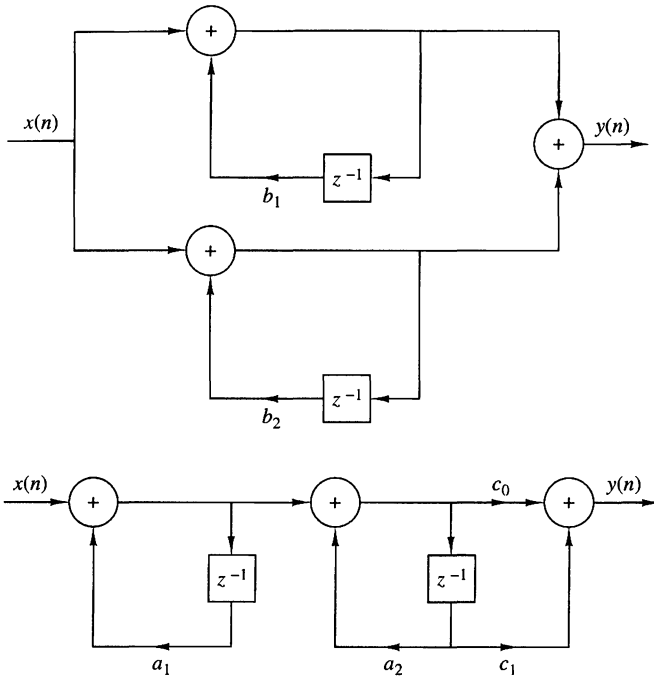 +
x(n)
+
y(n)
z⁻¹
b₁
+
z⁻¹
b₂
x(n)
+
+
c₀
+
y(n)
z⁻¹
z⁻¹
a₁
a₂
c₁